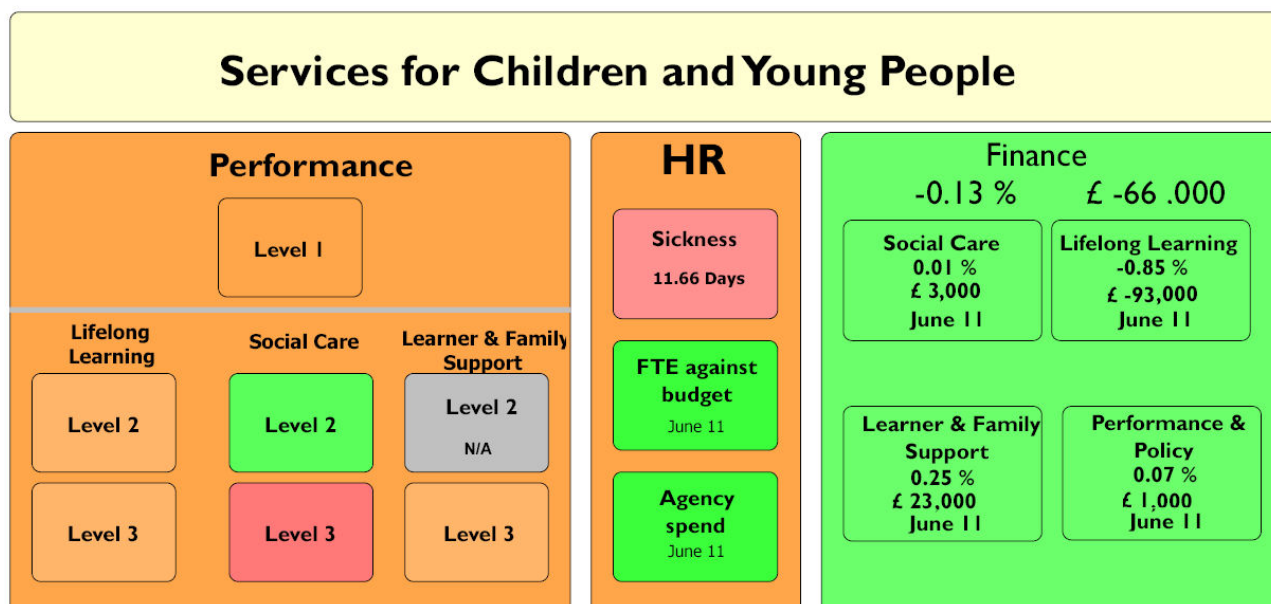 Services for Children and Young People
Performance
Level 1
Lifelong
Learning
Social Care
Learner & Family
Support
Level 2
Level 2
Level 2
N/A
Level 3
Level 3
Level 3
HR
Sickness
11.66 Days
FTE against
budget
June 11
Agency
spend
June 11
Finance
-0.13 %
£ -66 .000
Social Care
0.01 %
£ 3,000
June 11
Lifelong Learning
-0.85 %
£ -93,000
June 11
Learner & Family
Support
0.25 %
£ 23,000
June 11
Performance &
Policy
0.07 %
£ 1,000
June 11